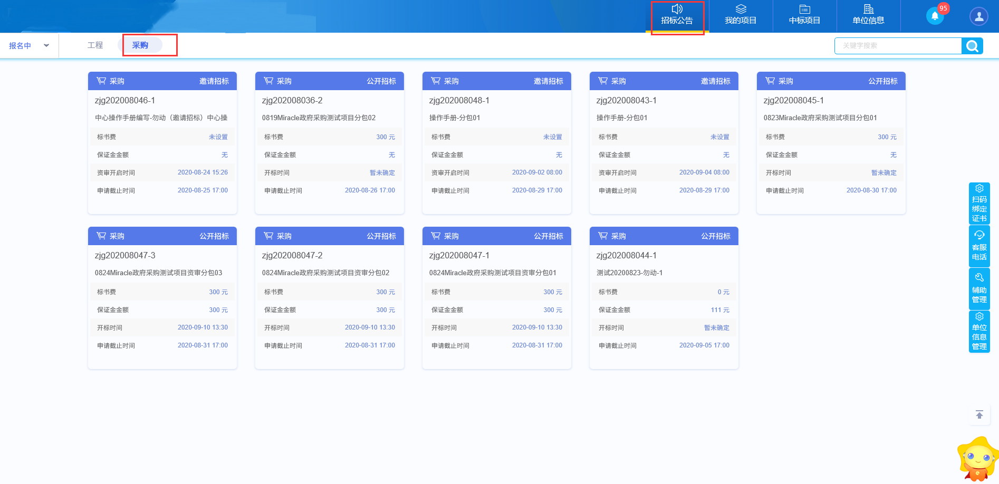 招标公告
我的项目
中标项目
单位信息
95
报名中
工程
采购
关键字搜索
采购 邀请招标
zjg202008046-1
中心操作手册编写-勿动（邀请招标）中心操
标书费 未设置
保证金金额 无
资审开启时间 2020-08-24 15:26
申请截止时间 2020-08-25 17:00
采购 公开招标
zjg202008036-2
0819Miracle政府采购测试项目分包02
标书费 300 元
保证金金额 无
开标时间 暂未确定
申请截止时间 2020-08-26 17:00
采购 邀请招标
zjg202008048-1
操作手册-分包01
标书费 未设置
保证金金额 无
资审开启时间 2020-09-02 08:00
申请截止时间 2020-08-29 17:00
采购 邀请招标
zjg202008043-1
操作手册-分包01
标书费 未设置
保证金金额 无
资审开启时间 2020-09-04 08:00
申请截止时间 2020-08-29 17:00
采购 公开招标
zjg202008045-1
0823Miracle政府采购测试项目分包01
标书费 300 元
保证金金额 无
开标时间 暂未确定
申请截止时间 2020-08-30 17:00
采购 公开招标
zjg202008047-3
0824Miracle政府采购测试项目资审分包03
标书费 300 元
保证金金额 300 元
开标时间 2020-09-10 13:30
申请截止时间 2020-08-31 17:00
采购 公开招标
zjg202008047-2
0824Miracle政府采购测试项目资审分包02
标书费 300 元
保证金金额 300 元
开标时间 2020-09-10 13:30
申请截止时间 2020-08-31 17:00
采购 公开招标
zjg202008047-1
0824Miracle政府采购测试项目资审分包01
标书费 300 元
保证金金额 300 元
开标时间 2020-09-10 13:30
申请截止时间 2020-08-31 17:00
采购 公开招标
zjg202008044-1
测试20200823-勿动-1
标书费 0 元
保证金金额 111 元
开标时间 暂未确定
申请截止时间 2020-09-05 17:00
扫码
绑定
证书
客服
电话
辅助
管理
单位
信息
管理